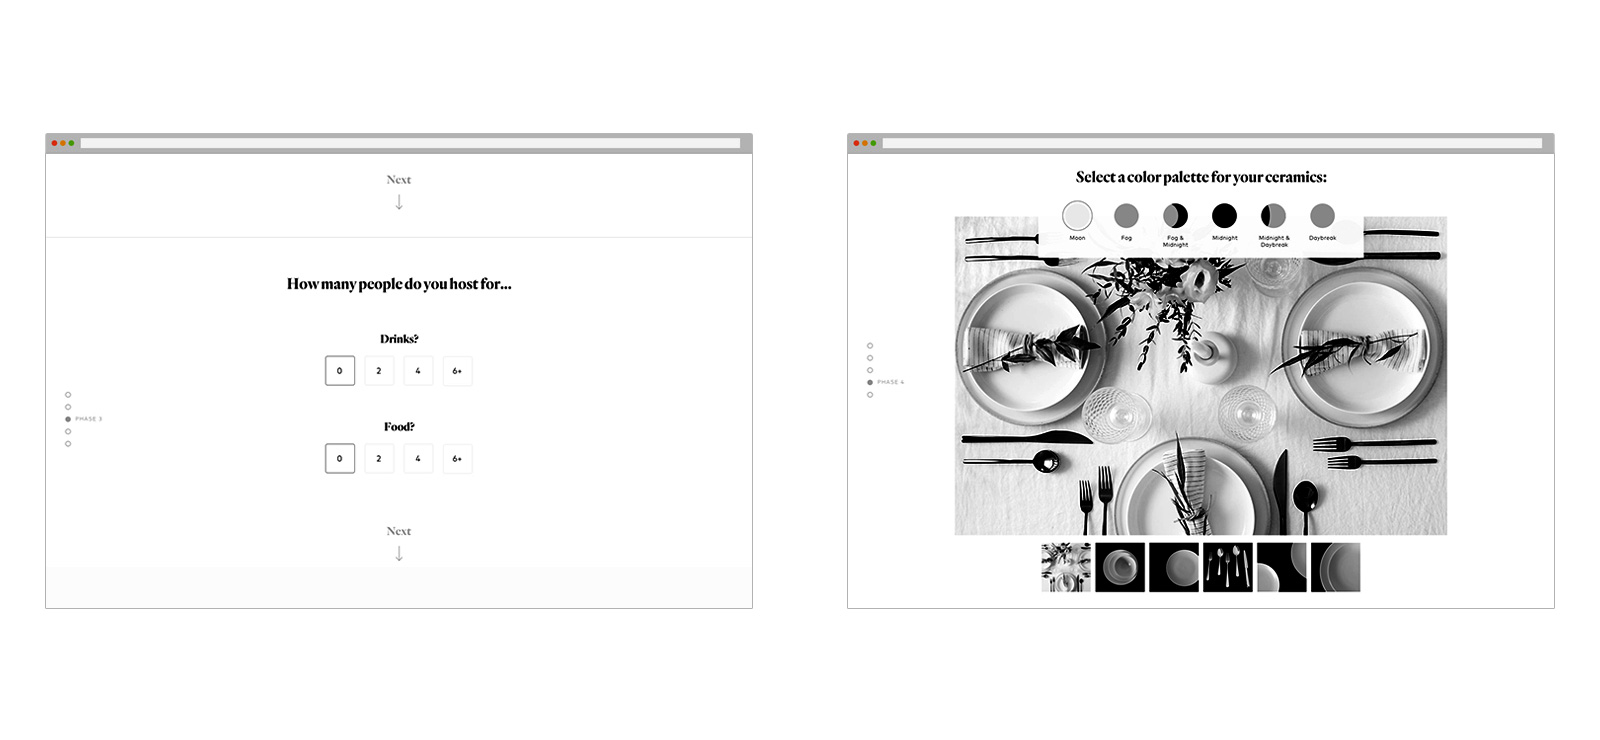 Next
How many people do you host for...
Drinks?
0 2 4 6+
PHASE 3
Food?
0 2 4 6+
Next
Select a color palette for your ceramics:
Moon
Fog
Fog &
Midnight
Midnight
Midnight &
Daybreak
Daybreak
PHASE 4